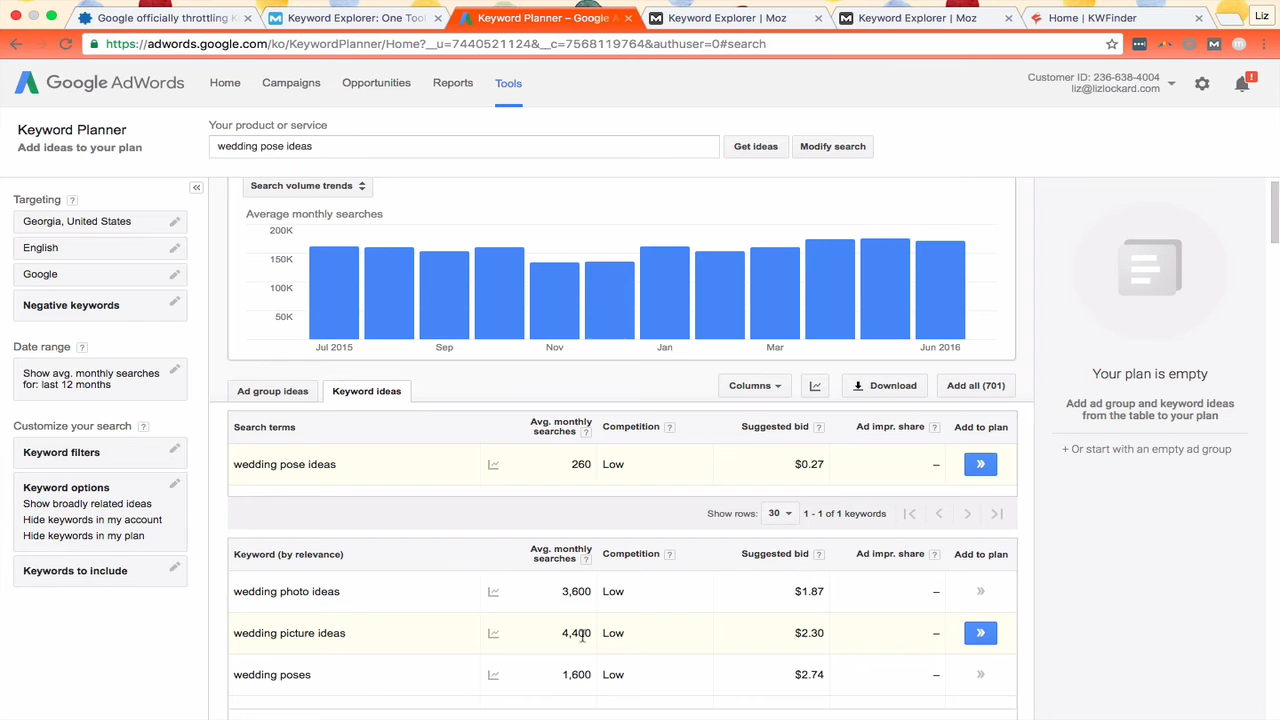 Google officially throttling K
Keyword Explorer: One Tool
Keyword Planner – Google A
Keyword Explorer | Moz
Keyword Explorer | Moz
Home | KWFinder
Liz
https://adwords.google.com/ko/KeywordPlanner/Home?__u=7440521124&__c=7568119764&authuser=0#search
Google AdWords
Home
Campaigns
Opportunities
Reports
Tools
Customer ID: 236-638-4004
liz@lizlockard.com
!
Keyword Planner
Add ideas to your plan
Your product or service
wedding pose ideas
Get ideas
Modify search
Targeting ?
Georgia, United States
English
Google
Negative keywords
Date range ?
Show avg. monthly searches
for: last 12 months
Customize your search ?
Keyword filters
Keyword options
Show broadly related ideas
Hide keywords in my account
Hide keywords in my plan
Keywords to include
Search volume trends
Average monthly searches
200K
150K
100K
50K
Jul 2015 Sep Nov Jan Mar Jun 2016
Ad group ideas
Keyword ideas
Columns
Download
Add all (701)
Search terms Avg. monthly searches ? Competition ? Suggested bid ? Ad impr. share ? Add to plan
wedding pose ideas 260 Low $0.27 – »
Show rows: 30 1 - 1 of 1 keywords
Keyword (by relevance) Avg. monthly searches ? Competition ? Suggested bid ? Ad impr. share ? Add to plan
wedding photo ideas 3,600 Low $1.87 – »
wedding picture ideas 4,400 Low $2.30 – »
wedding poses 1,600 Low $2.74 – »
Your plan is empty
Add ad group and keyword ideas
from the table to your plan
+ Or start with an empty ad group